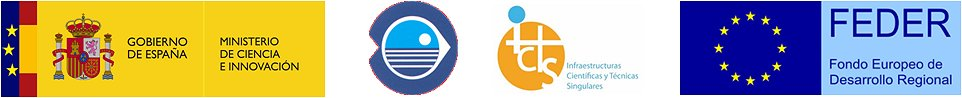 GOBIERNO
DE ESPAÑA
MINISTERIO
DE CIENCIA
E INNOVACIÓN
icts
Infraestructuras
Científicas y Técnicas
Singulares
FEDER
Fondo Europeo de
Desarrollo Regional